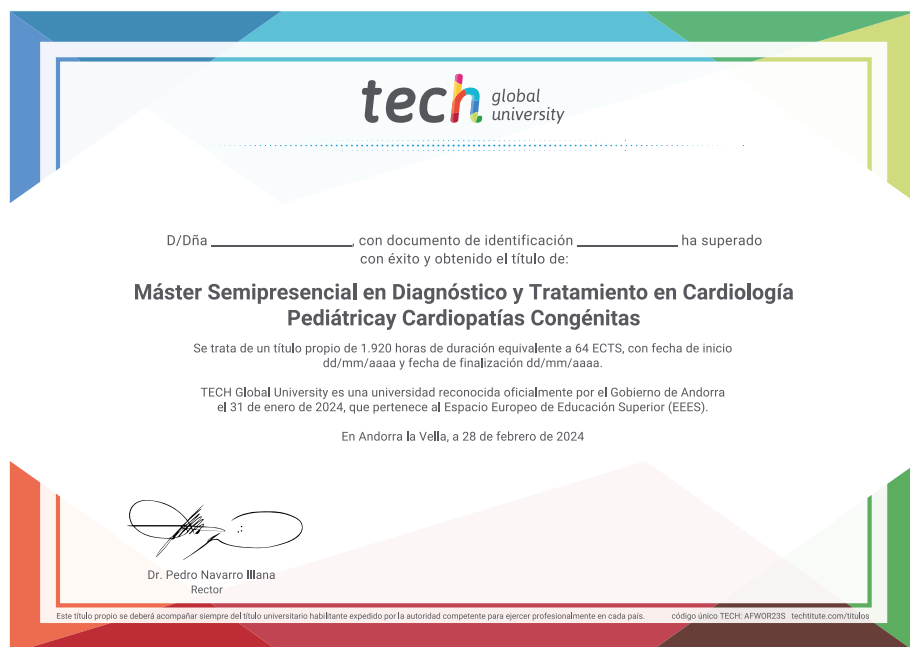 tech global university
D/Dña ________________, con documento de identificación ____________ ha superado
con éxito y obtenido el título de:
Máster Semipresencial en Diagnóstico y Tratamiento en Cardiología
Pediátricay Cardiopatías Congénitas
Se trata de un título propio de 1.920 horas de duración equivalente a 64 ECTS, con fecha de inicio
dd/mm/aaaa y fecha de finalización dd/mm/aaaa.
TECH Global University es una universidad reconocida oficialmente por el Gobierno de Andorra
el 31 de enero de 2024, que pertenece al Espacio Europeo de Educación Superior (EEES).
En Andorra la Vella, a 28 de febrero de 2024
Dr. Pedro Navarro Illana
Rector
Este título propio se deberá acompañar siempre del título universitario habilitante expedido por la autoridad competente para ejercer profesionalmente en cada país. código único TECH: AFWOR23S techtitute.com/titulos